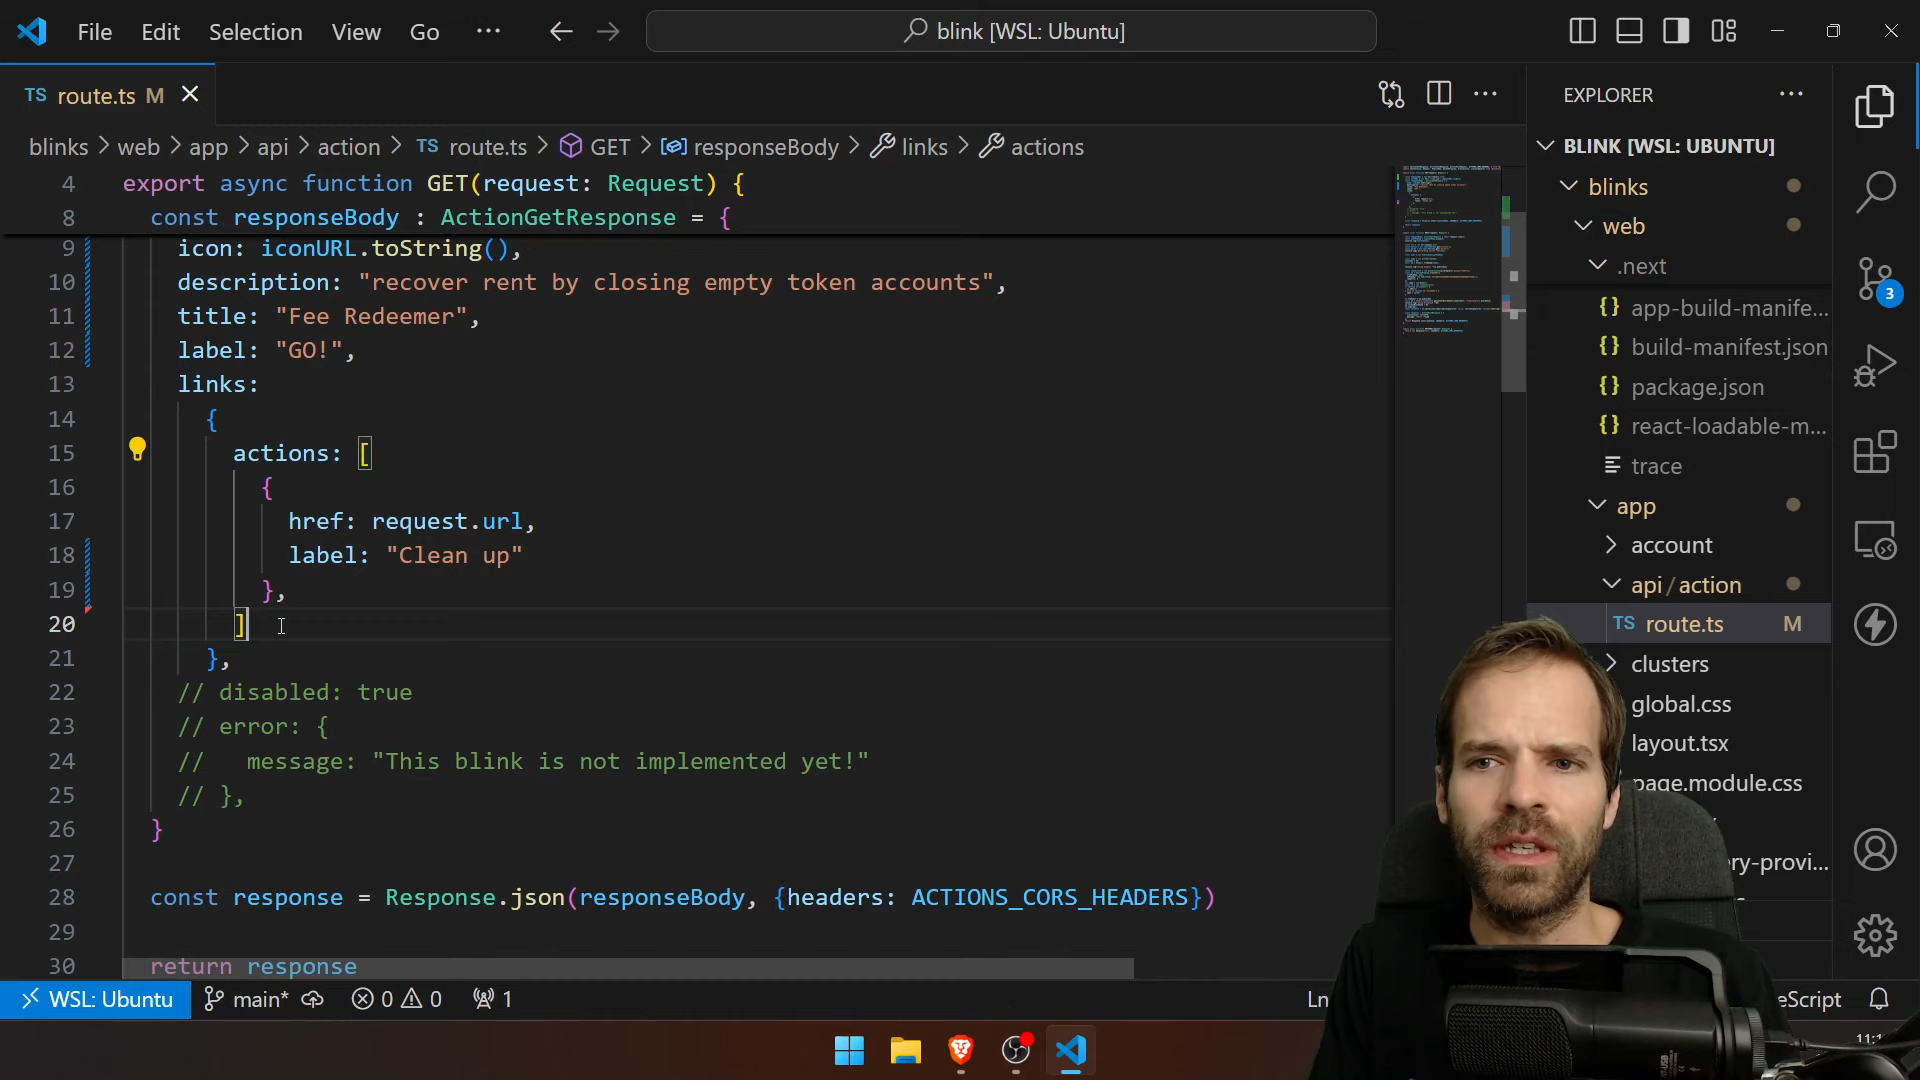 File Edit Selection View Go ··· blink [WSL: Ubuntu]
TS route.ts M
blinks > web > app > api > action > TS route.ts > GET > responseBody > links > actions
4 export async function GET(request: Request) {
8 const responseBody : ActionGetResponse = {
9 icon: iconURL.toString(),
10 description: "recover rent by closing empty token accounts",
11 title: "Fee Redeemer",
12 label: "GO!",
13 links:
14 {
15 actions: [
16 {
17 href: request.url,
18 label: "Clean up"
19 },
20 ]
21 },
22 // disabled: true
23 // error: {
24 //   message: "This blink is not implemented yet!"
25 // },
26 }
27
28 const response = Response.json(responseBody, {headers: ACTIONS_CORS_HEADERS})
29
30 return response
EXPLORER
BLINK [WSL: UBUNTU]
blinks
web
.next
{} app-build-manife...
{} build-manifest.json
{} package.json
{} react-loadable-m...
trace
app
account
api / action
TS route.ts M
clusters
global.css
layout.tsx
page.module.css
ery-provi...
3
WSL: Ubuntu main* 0 0 1 Ln eScript
11:1